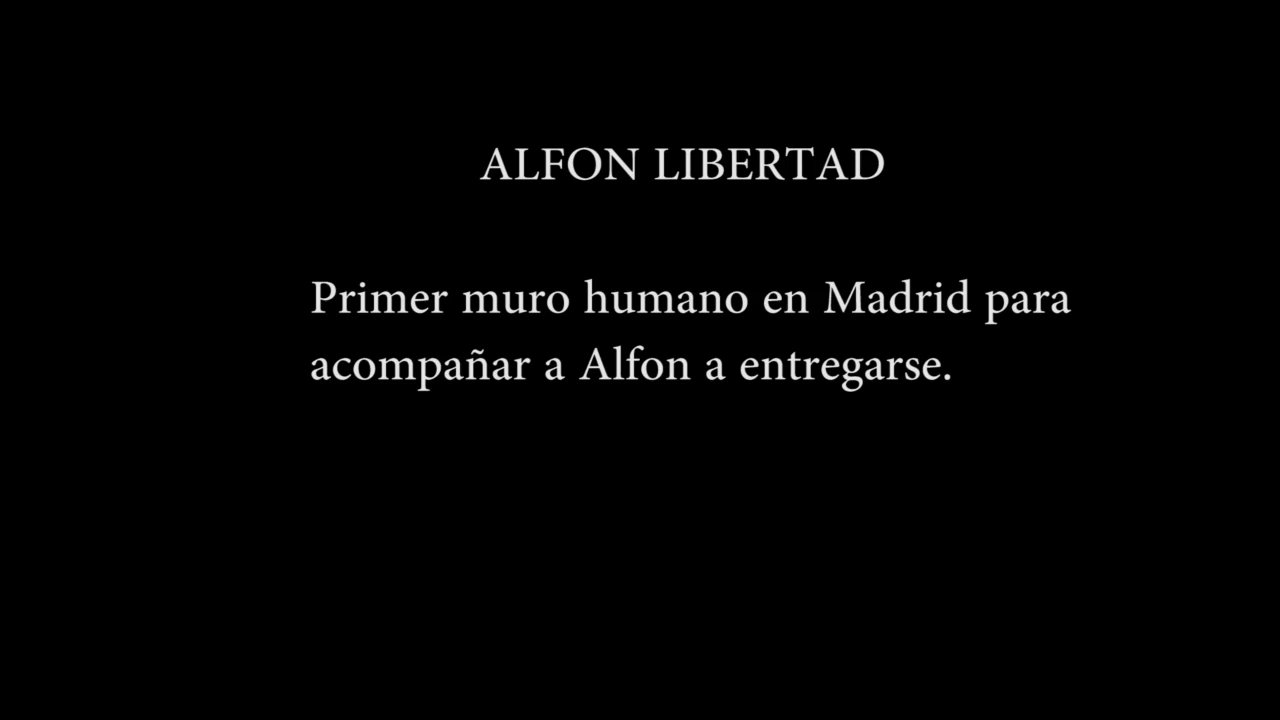 ALFON LIBERTAD
Primer muro humano en Madrid para
acompañar a Alfon a entregarse.